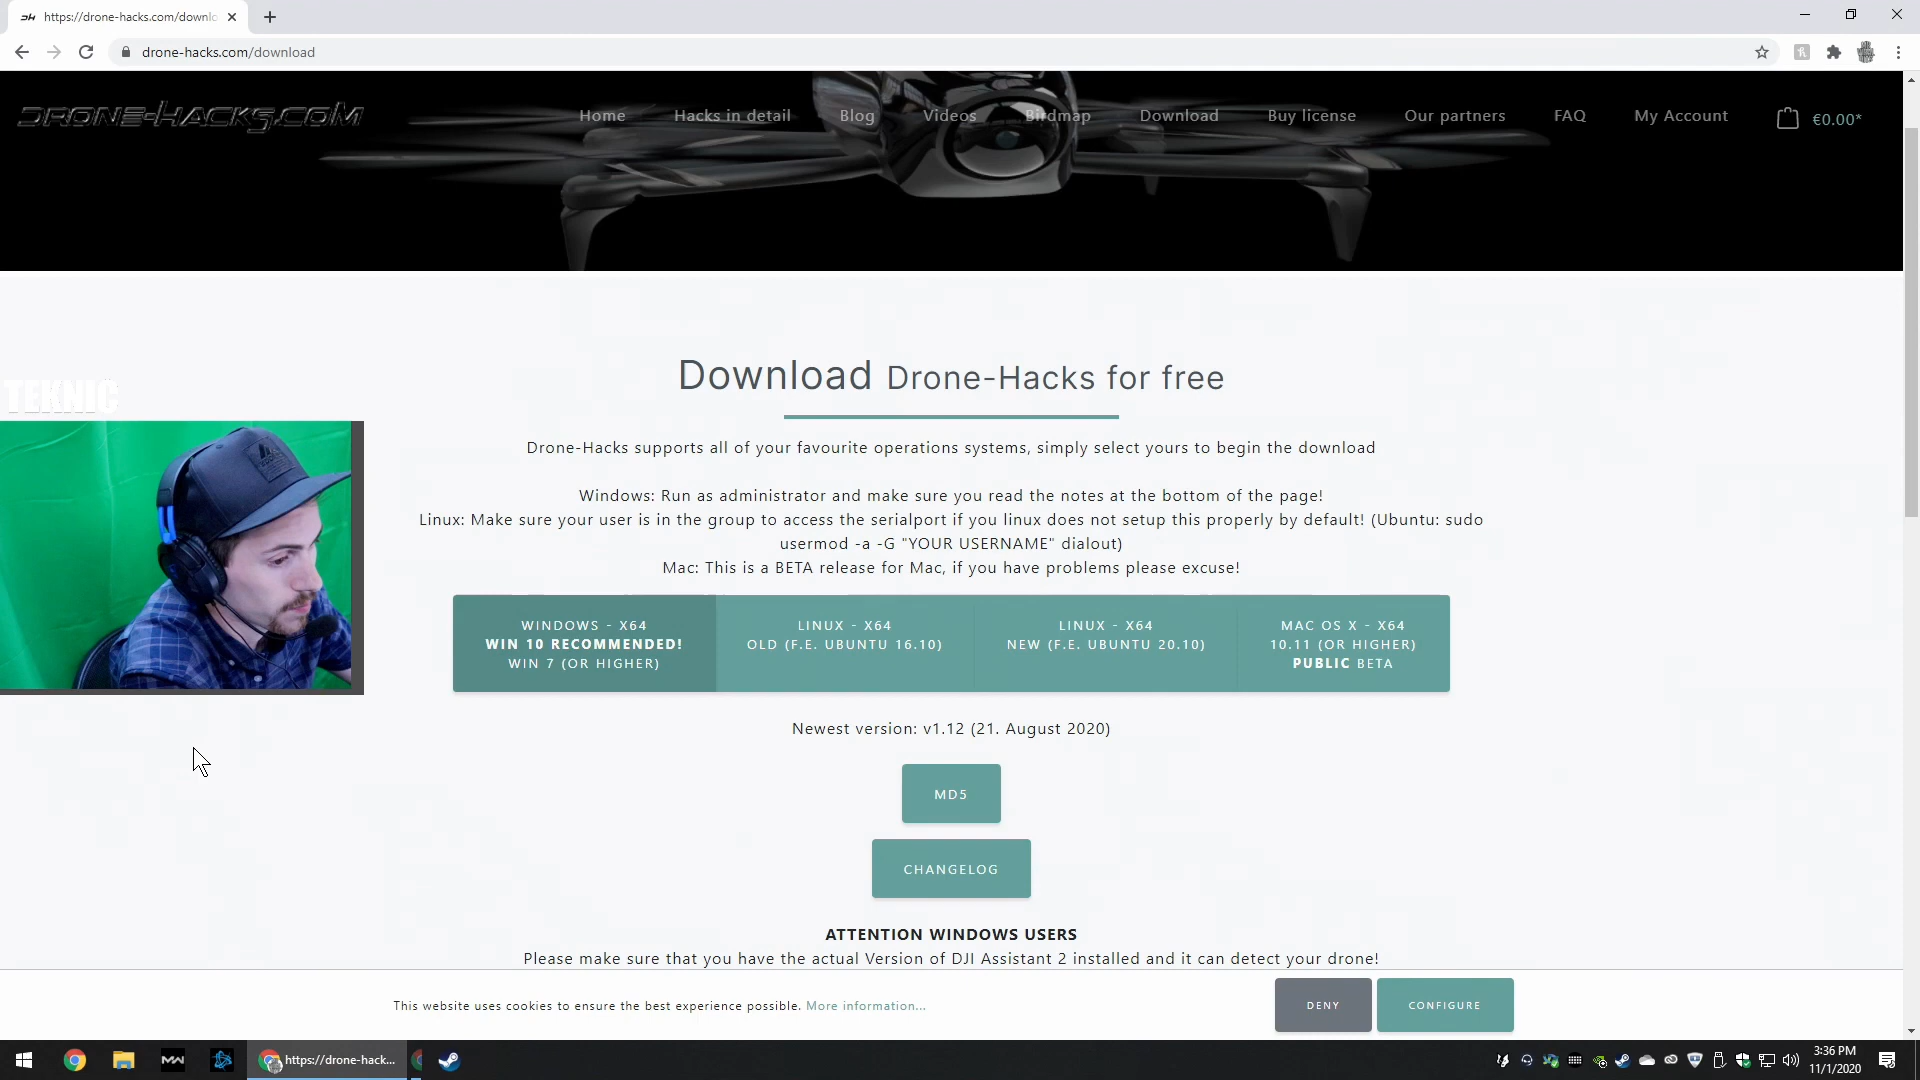 https://drone-hacks.com/downlo
drone-hacks.com/download
DRONE-HACKS.COM
Home
Hacks in detail
Blog
Videos
Birdmap
Download
Buy license
Our partners
FAQ
My Account
€0.00*
Download Drone-Hacks for free
Drone-Hacks supports all of your favourite operations systems, simply select yours to begin the download
Windows: Run as administrator and make sure you read the notes at the bottom of the page!
Linux: Make sure your user is in the group to access the serialport if you linux does not setup this properly by default! (Ubuntu: sudo
usermod -a -G "YOUR USERNAME" dialout)
Mac: This is a BETA release for Mac, if you have problems please excuse!
TEKNIC
WINDOWS - X64
WIN 10 RECOMMENDED!
WIN 7 (OR HIGHER)
LINUX - X64
OLD (F.E. UBUNTU 16.10)
LINUX - X64
NEW (F.E. UBUNTU 20.10)
MAC OS X - X64
10.11 (OR HIGHER)
PUBLIC BETA
Newest version: v1.12 (21. August 2020)
MD5
CHANGELOG
ATTENTION WINDOWS USERS
Please make sure that you have the actual Version of DJI Assistant 2 installed and it can detect your drone!
This website uses cookies to ensure the best experience possible. More information...
DENY
CONFIGURE
MW
https://drone-hack...
3:36 PM
11/1/2020